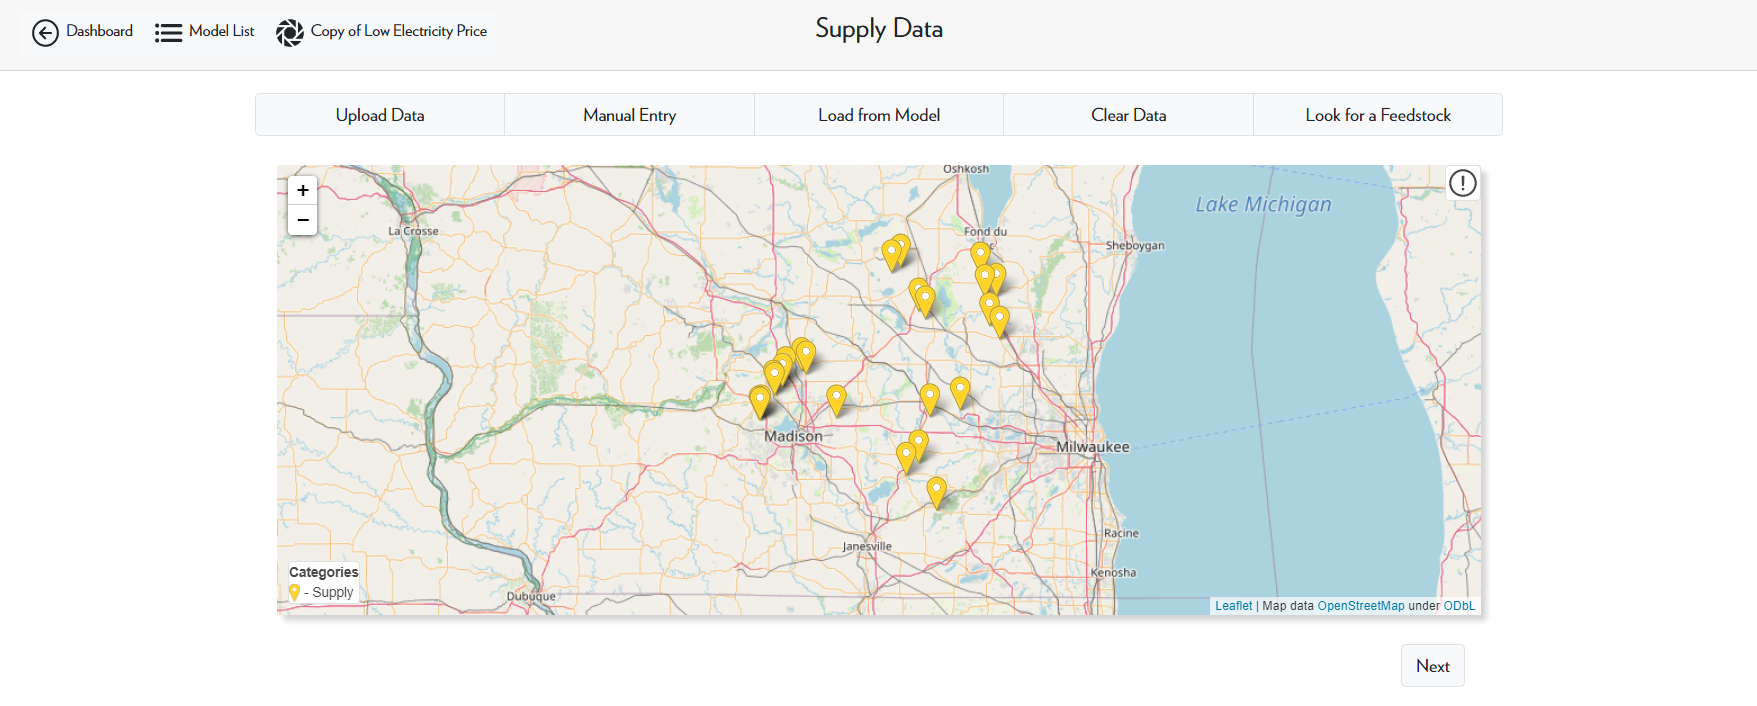 Dashboard
Model List
Copy of Low Electricity Price
Supply Data
Upload Data
Manual Entry
Load from Model
Clear Data
Look for a Feedstock
+
−
Oshkosh
Lake Michigan
La Crosse
Fond du
Sheboygan
Madison
Milwaukee
Racine
Janesville
Kenosha
Dubuque
Categories
- Supply
Leaflet | Map data OpenStreetMap under ODbL
Next